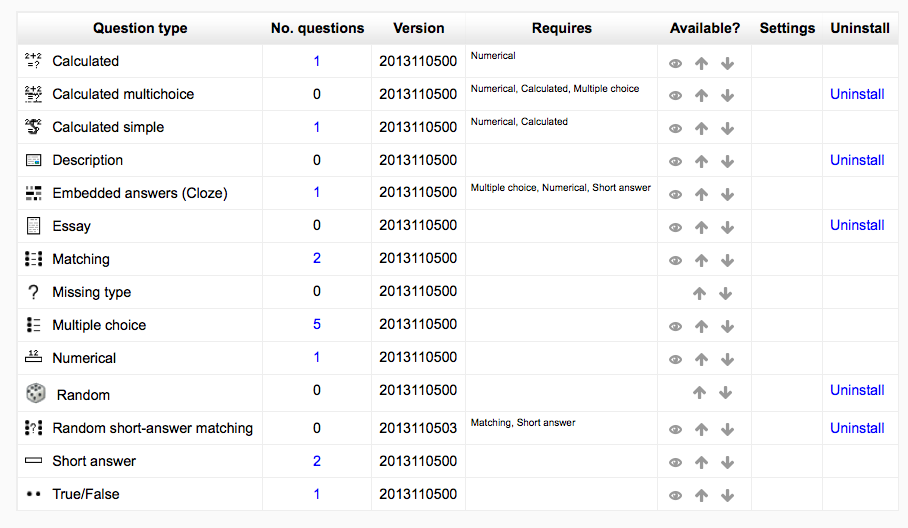 Question type No. questions Version Requires Available? Settings Uninstall
Calculated 1 2013110500 Numerical
Calculated multichoice 0 2013110500 Numerical, Calculated, Multiple choice Uninstall
Calculated simple 1 2013110500 Numerical, Calculated
Description 0 2013110500 Uninstall
Embedded answers (Cloze) 1 2013110500 Multiple choice, Numerical, Short answer
Essay 0 2013110500 Uninstall
Matching 2 2013110500
? Missing type 0 2013110500
Multiple choice 5 2013110500
12 Numerical 1 2013110500
Random 0 2013110500 Uninstall
Random short-answer matching 0 2013110503 Matching, Short answer Uninstall
Short answer 2 2013110500
True/False 1 2013110500